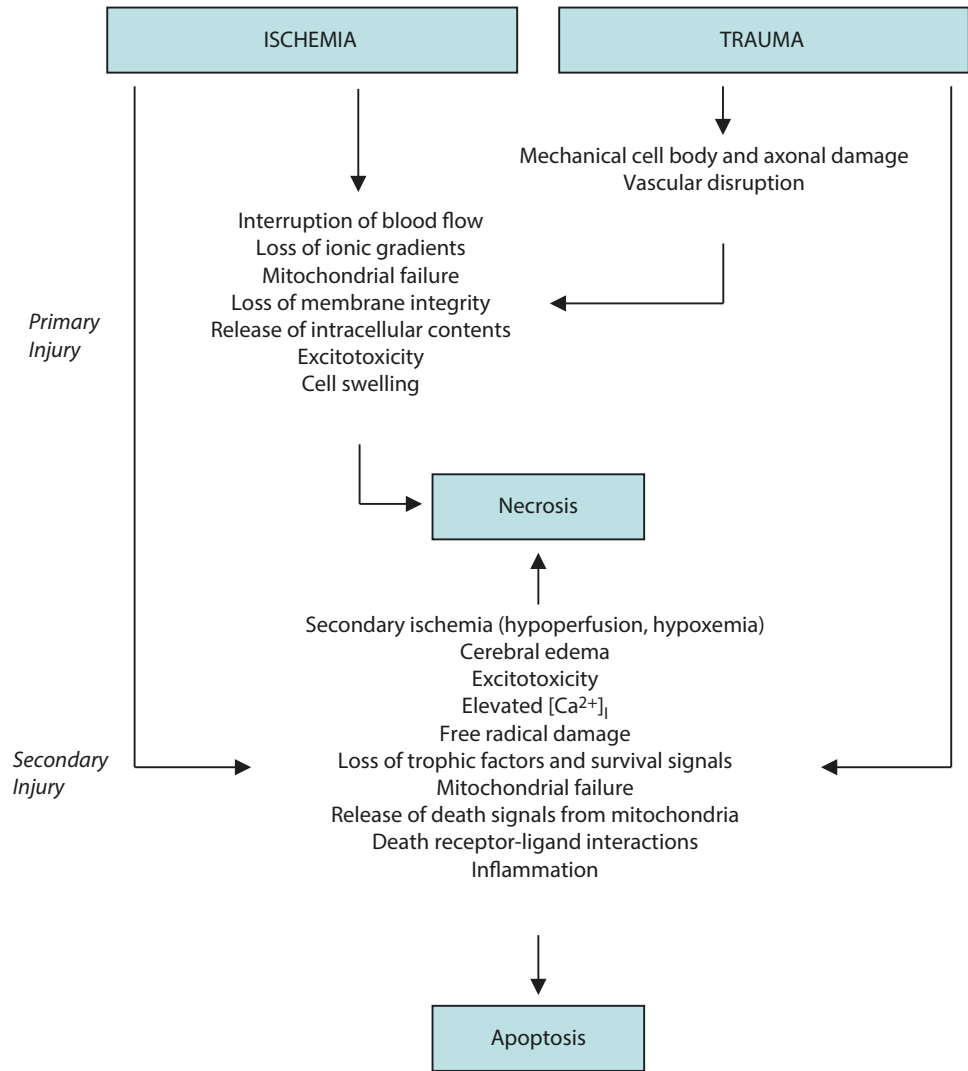 ISCHEMIA
TRAUMA
Mechanical cell body and axonal damage
Vascular disruption
Interruption of blood flow
Loss of ionic gradients
Mitochondrial failure
Loss of membrane integrity
Release of intracellular contents
Excitotoxicity
Cell swelling
Primary
Injury
Necrosis
Secondary ischemia (hypoperfusion, hypoxemia)
Cerebral edema
Excitotoxicity
Elevated [Ca²⁺]I
Free radical damage
Loss of trophic factors and survival signals
Mitochondrial failure
Release of death signals from mitochondria
Death receptor-ligand interactions
Inflammation
Secondary
Injury
Apoptosis